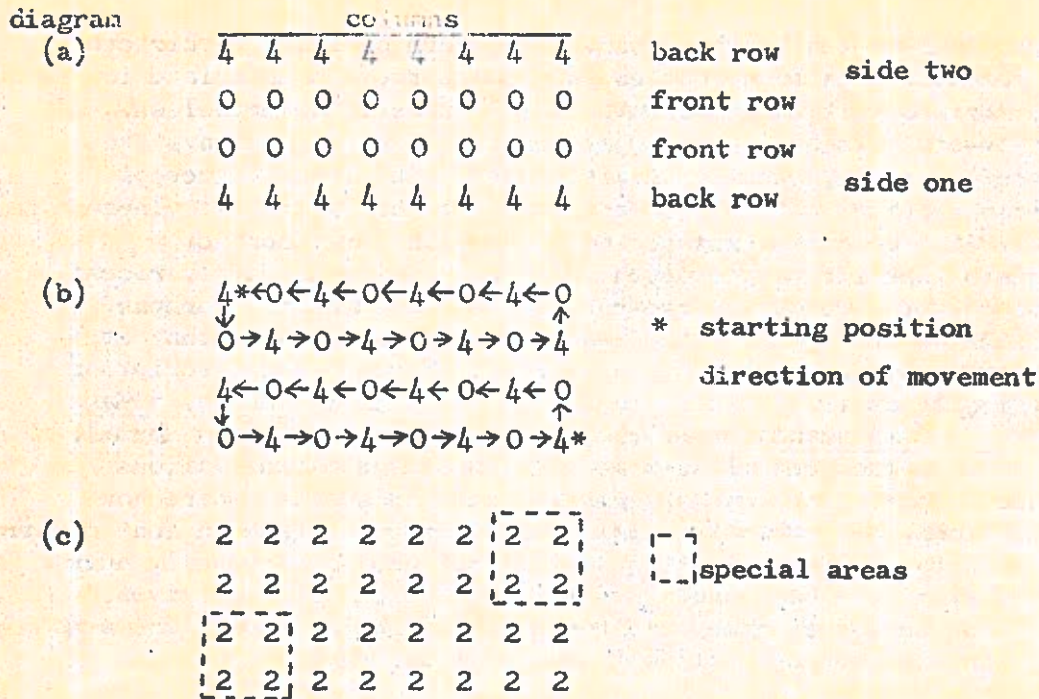 diagram columns
(a) 4 4 4 4 4 4 4 4 back row side two
0 0 0 0 0 0 0 0 front row
0 0 0 0 0 0 0 0 front row
4 4 4 4 4 4 4 4 back row side one
(b) 4*←0←4←0←4←0←4←0
↓ ↑
0→4→0→4→0→4→0→4 * starting position
direction of movement
4←0←4←0←4←0←4←0
↓ ↑
0→4→0→4→0→4→0→4*
(c) 2 2 2 2 2 2 2 2
2 2 2 2 2 2 2 2 special areas
2 2 2 2 2 2 2 2
2 2 2 2 2 2 2 2